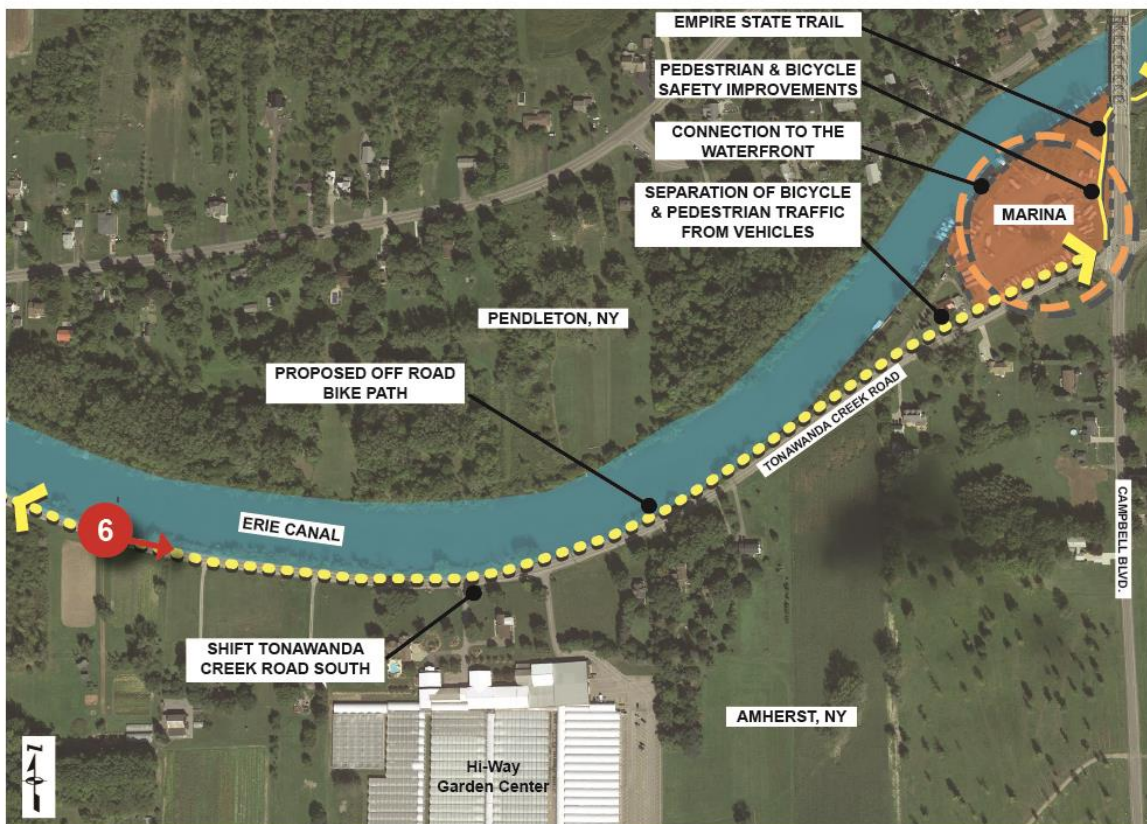 EMPIRE STATE TRAIL
PEDESTRIAN & BICYCLE
SAFETY IMPROVEMENTS
CONNECTION TO THE
WATERFRONT
SEPARATION OF BICYCLE
& PEDESTRIAN TRAFFIC
FROM VEHICLES
MARINA
PENDLETON, NY
PROPOSED OFF ROAD
BIKE PATH
TONAWANDA CREEK ROAD
ERIE CANAL
6
CAMPBELL BLVD.
SHIFT TONAWANDA
CREEK ROAD SOUTH
AMHERST, NY
Hi-Way
Garden Center
N